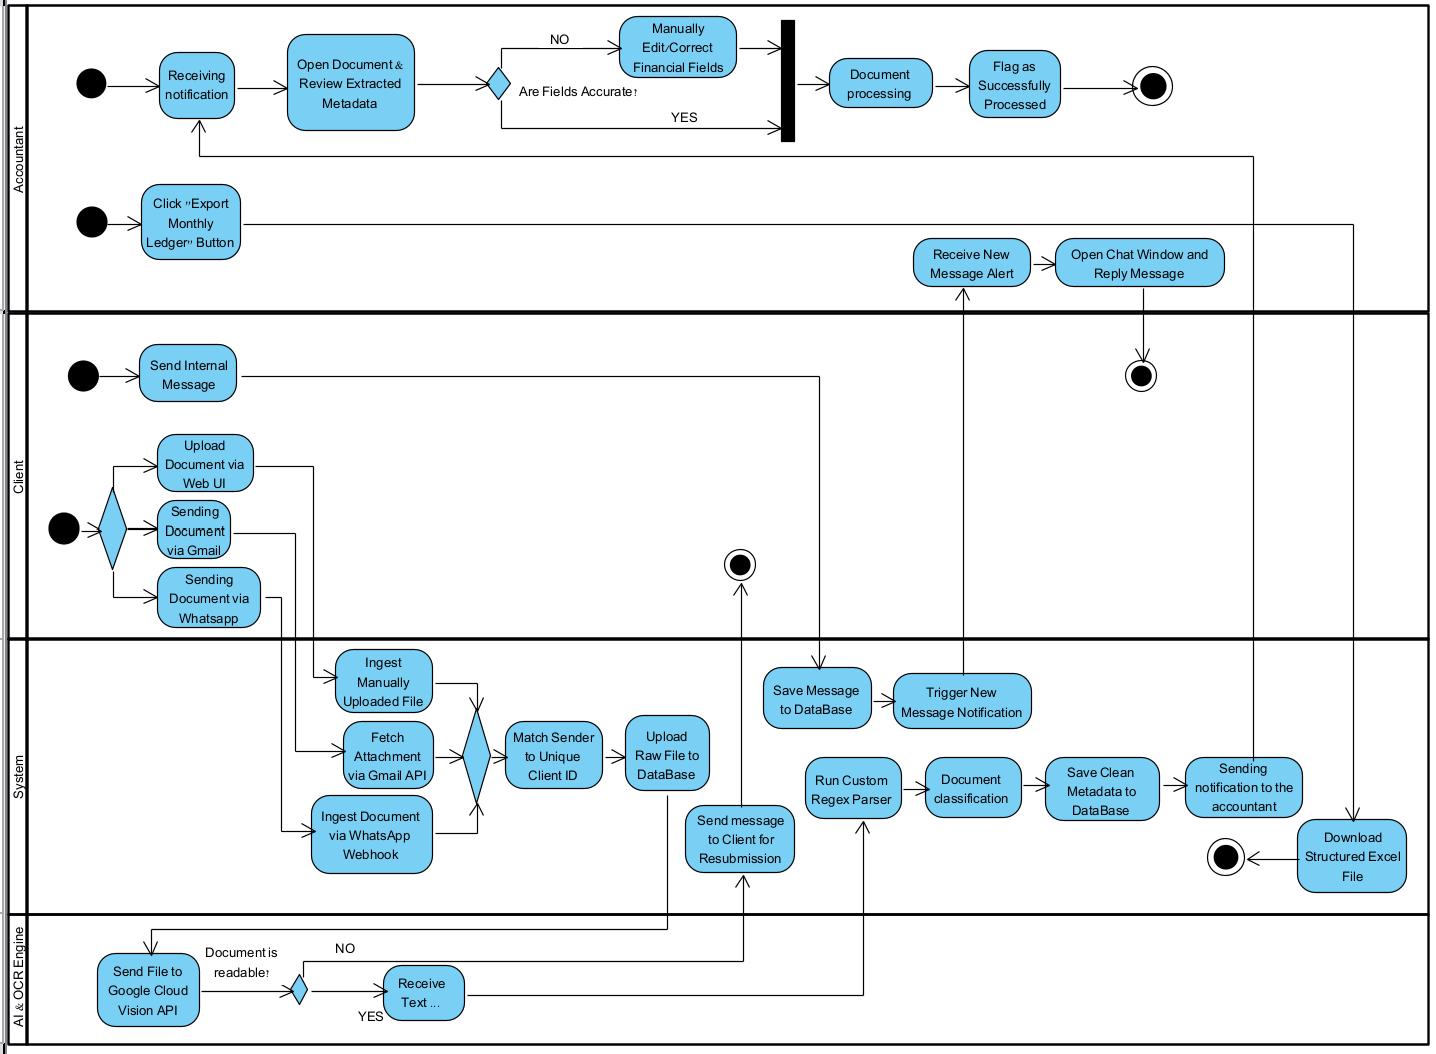 Accountant
Receiving
notification
Open Document &
Review Extracted
Metadata
NO
Are Fields Accurate?
YES
Manually
Edit/Correct
Financial Fields
Document
processing
Flag as
Successfully
Processed
Click "Export
Monthly
Ledger" Button
Receive New
Message Alert
Open Chat Window and
Reply Message
Client
Send Internal
Message
Upload
Document via
Web UI
Sending
Document
via Gmail
Sending
Document via
Whatsapp
System
Ingest
Manually
Uploaded File
Fetch
Attachment
via Gmail API
Ingest Document
via WhatsApp
Webhook
Match Sender
to Unique
Client ID
Upload
Raw File to
DataBase
Send message
to Client for
Resubmission
Save Message
to DataBase
Trigger New
Message Notification
Run Custom
Regex Parser
Document
classification
Save Clean
Metadata to
DataBase
Sending
notification to the
accountant
Download
Structured Excel
File
AI & OCR Engine
Send File to
Google Cloud
Vision API
Document is
readable?
NO
YES
Receive
Text ...